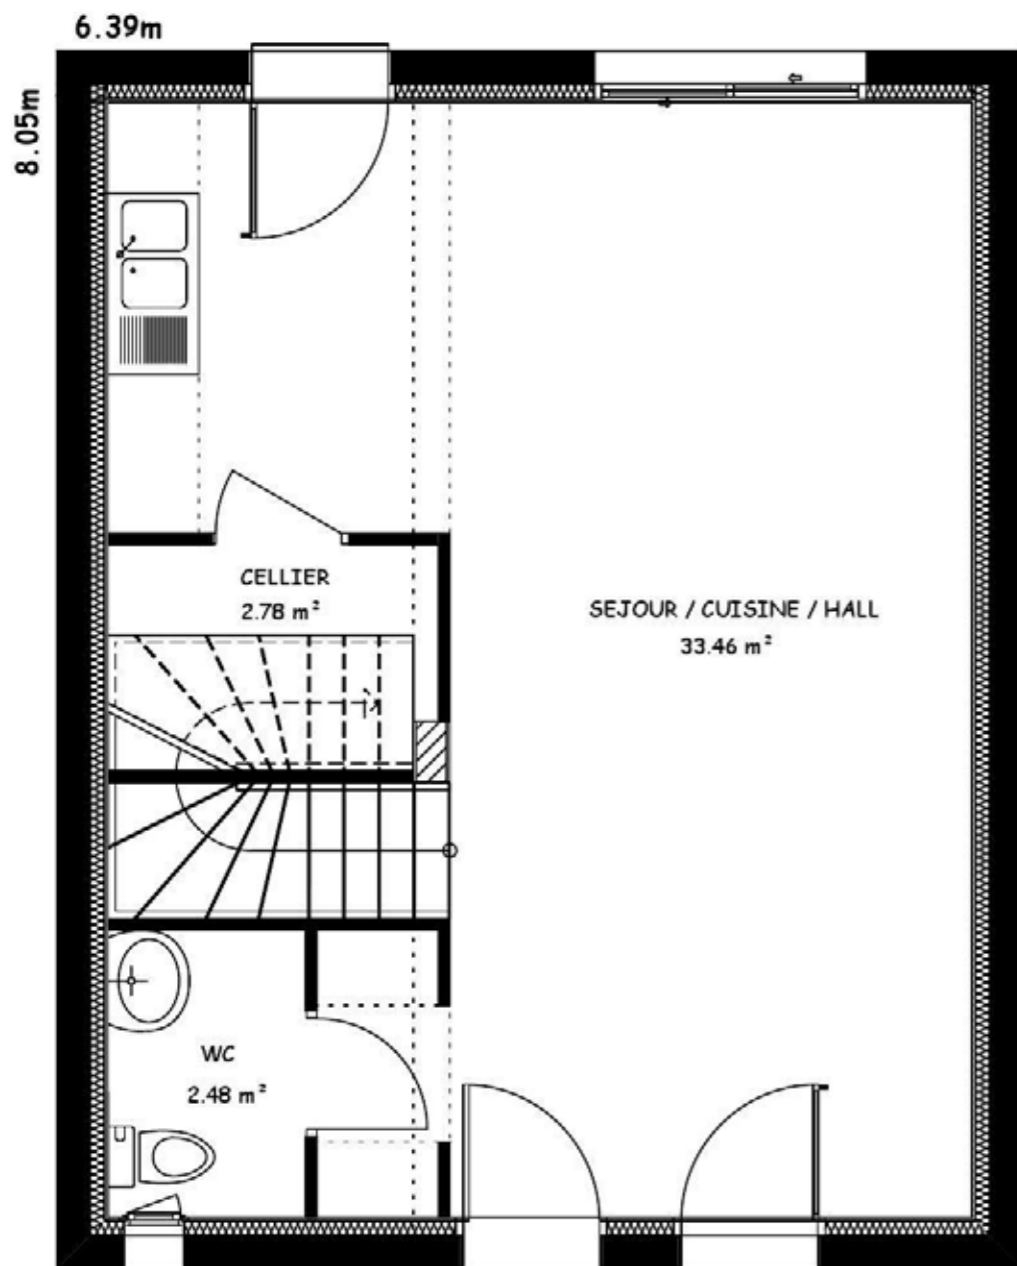 6.39m
8.05m
CELLIER
2.78 m²
SEJOUR / CUISINE / HALL
33.46 m²
WC
2.48 m²